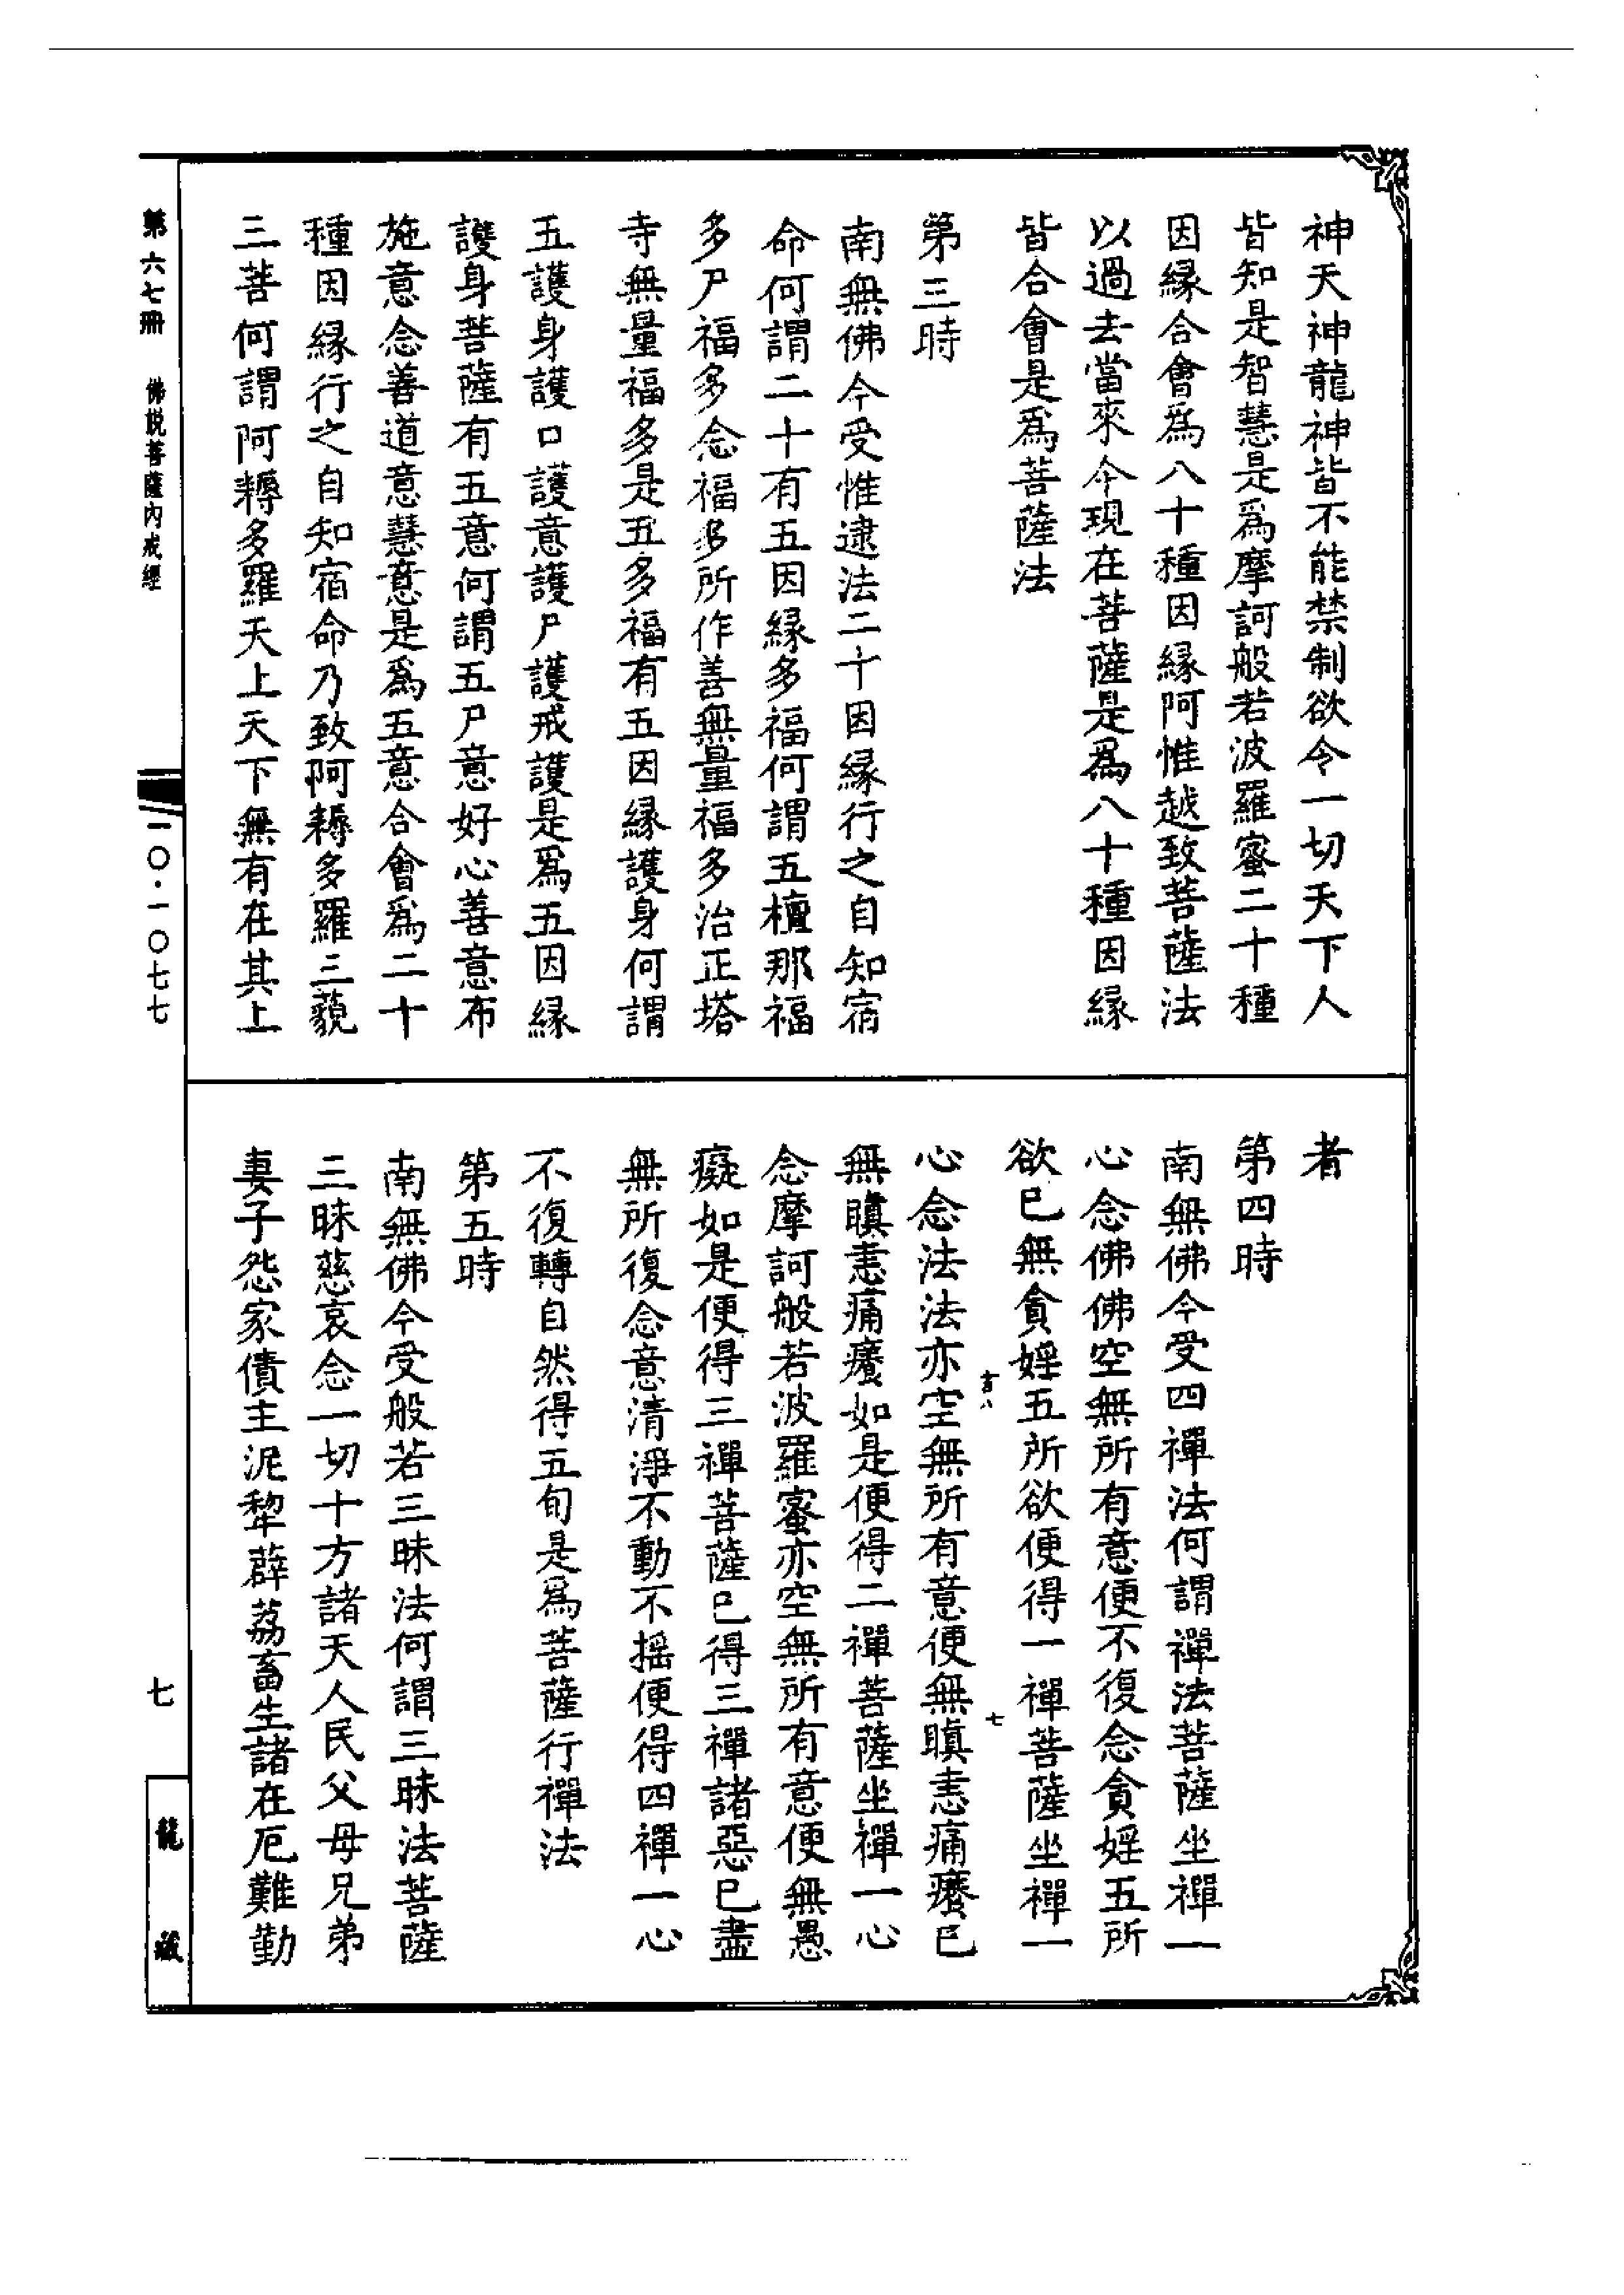 神天神龍神皆不能禁制欲令一切天下人
皆知是智慧是爲摩訶般若波羅蜜二十種
因緣合會爲八十種因緣阿惟越致菩薩法
以過去當來今現在菩薩是爲八十種因緣
皆合會是爲菩薩法
第三時
南無佛今受惟逮法二十因緣行之自知宿
命何謂二十有五因緣多福何謂五檀那福
多尸福多念福多所作善無量福多治正塔
寺無量福多是五多福有五因緣護身何謂
五護身護口護意護尸護戒護是爲五因緣
護身菩薩有五意何謂五尸意好心善意布
施意念善道意慧意是爲五意合會爲二十
種因緣行之自知宿命乃致阿耨多羅三藐
三菩何謂阿耨多羅天上天下無有在其上
者
第四時
南無佛今受四禪法何謂禪法菩薩坐禪一
心念佛佛空無所有意便不復念貪婬五所
欲已無貪婬五所欲便得一禪菩薩坐禪一
心念法法亦空無所有意便無瞋恚痛癢已
無瞋恚痛癢如是便得二禪菩薩坐禪一心
念摩訶般若波羅蜜亦空無所有意便無愚
癡如是便得三禪菩薩已得三禪諸惡已盡
無所復念意清淨不動不搖便得四禪一心
不復轉自然得五旬是爲菩薩行禪法
第五時
南無佛今受般若三昧法何謂三昧法菩薩
三昧慈哀念一切十方諸天人民父母兄弟
妻子怨家債主泥犂薜荔畜生諸在厄難勤
第六七冊 佛説菩薩內戒經
一〇·一〇七七
七
龍藏